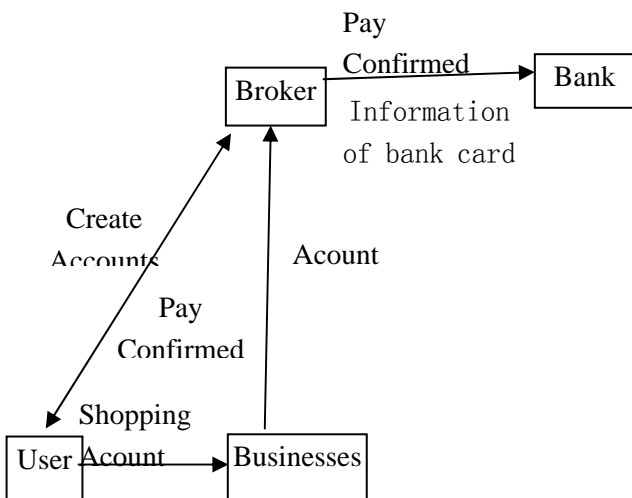 Pay
Confirmed
Broker
Bank
Information
of bank card
Create
Accounts
Acount
Pay
Confirmed
Shopping
Acount
User
Businesses